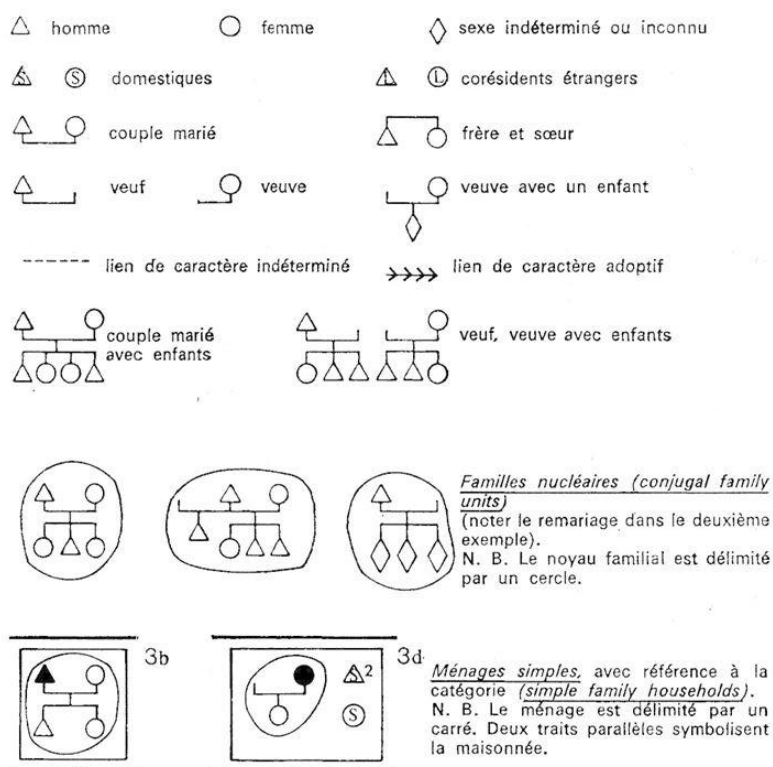 homme femme sexe indéterminé ou inconnu
S S domestiques L L corésidents étrangers
couple marié frère et sœur
veuf veuve veuve avec un enfant
lien de caractère indéterminé lien de caractère adoptif
couple marié
avec enfants
veuf, veuve avec enfants
Familles nucléaires (conjugal family
units)
(noter le remariage dans le deuxième
exemple).
N. B. Le noyau familial est délimité
par un cercle.
3b
3d
S 2
S
Ménages simples, avec référence à la
catégorie (simple family households).
N. B. Le ménage est délimité par un
carré. Deux traits parallèles symbolisent
la maisonnée.